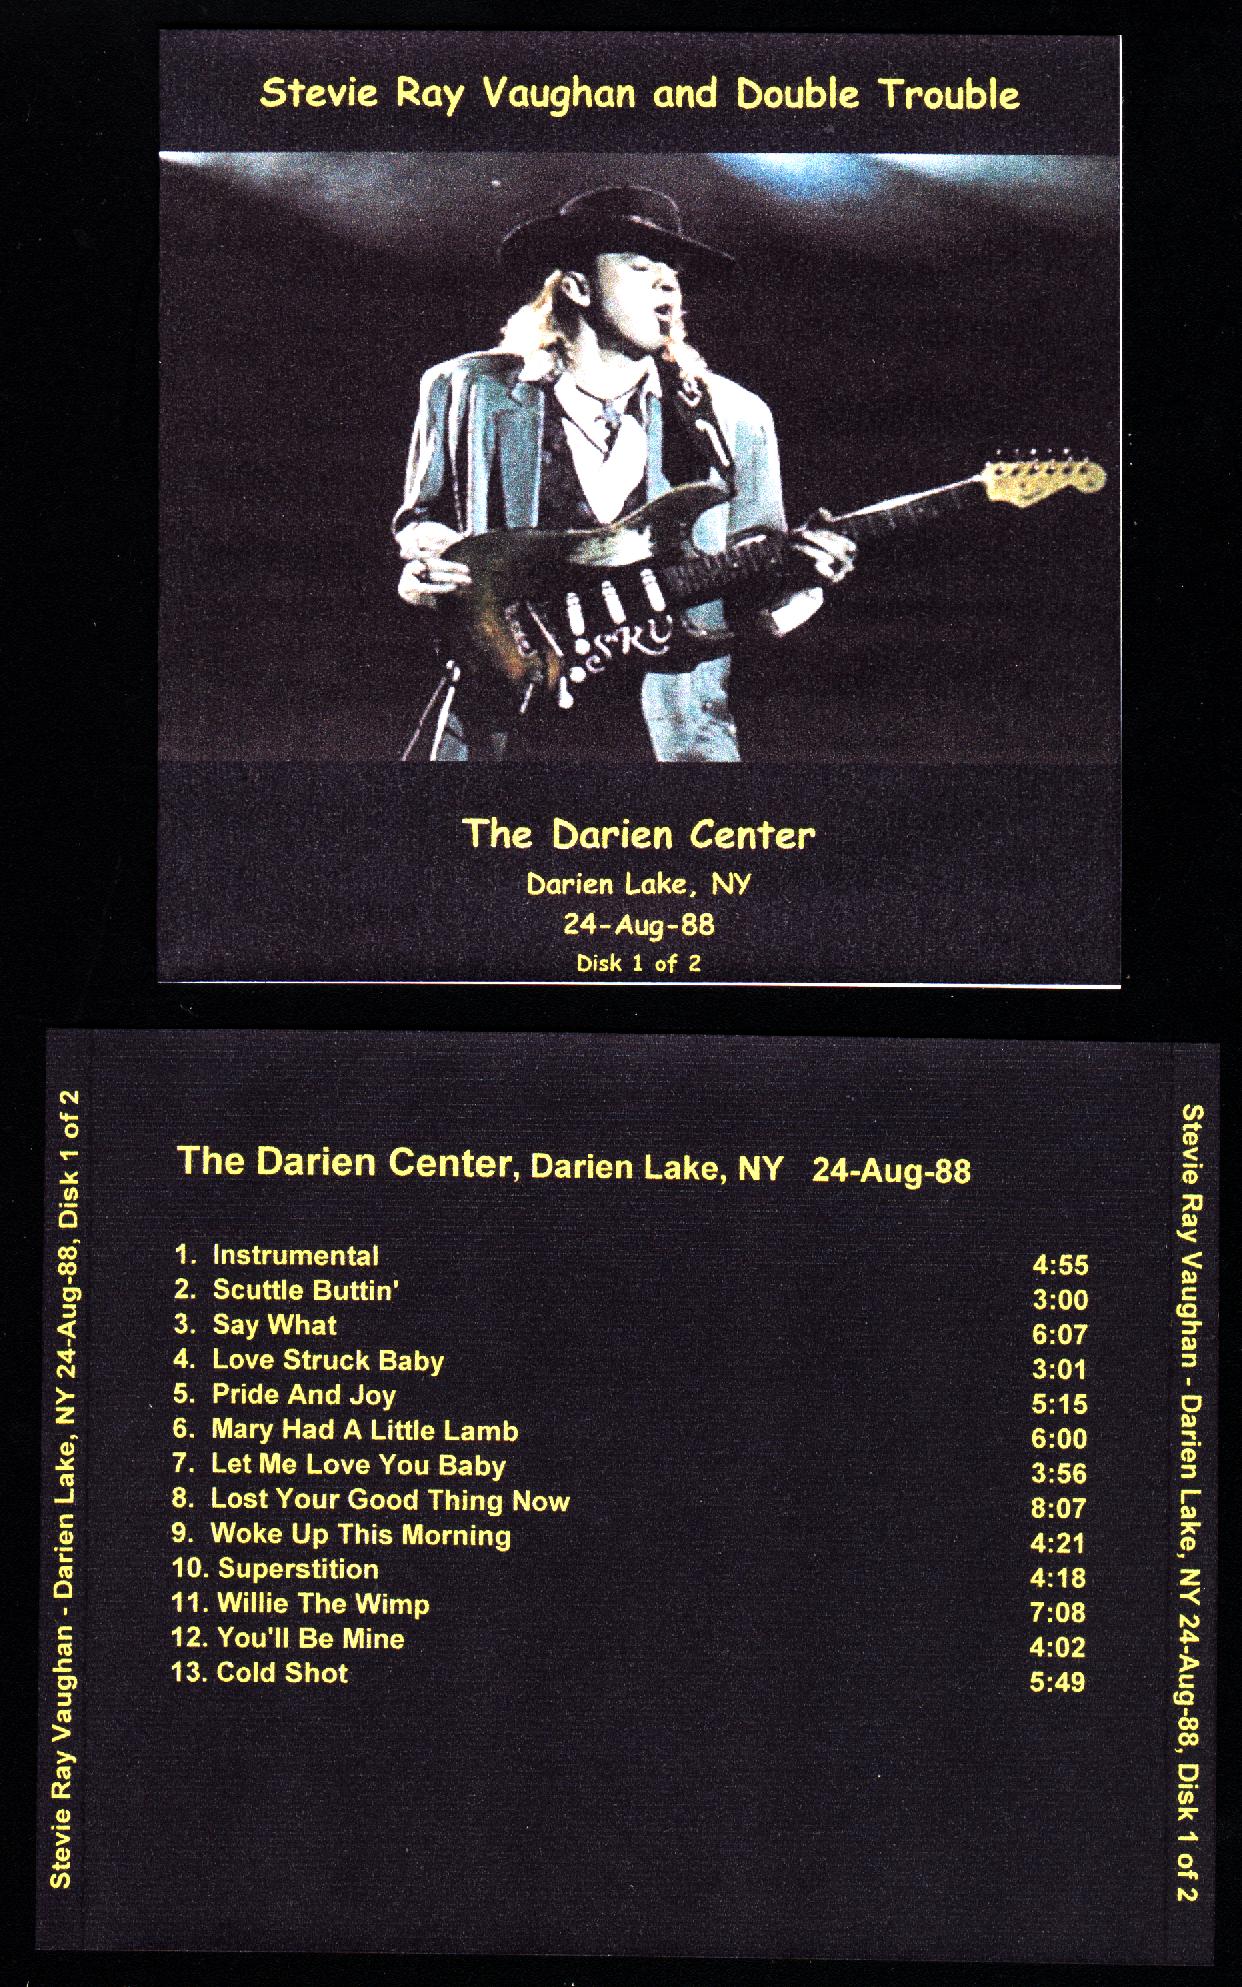 Stevie Ray Vaughan and Double Trouble
SRV
The Darien Center
Darien Lake, NY
24-Aug-88
Disk 1 of 2
Stevie Ray Vaughan - Darien Lake, NY 24-Aug-88, Disk 1 of 2
The Darien Center, Darien Lake, NY 24-Aug-88
1. Instrumental 4:55
2. Scuttle Buttin' 3:00
3. Say What 6:07
4. Love Struck Baby 3:01
5. Pride And Joy 5:15
6. Mary Had A Little Lamb 6:00
7. Let Me Love You Baby 3:56
8. Lost Your Good Thing Now 8:07
9. Woke Up This Morning 4:21
10. Superstition 4:18
11. Willie The Wimp 7:08
12. You'll Be Mine 4:02
13. Cold Shot 5:49
Stevie Ray Vaughan - Darien Lake, NY 24-Aug-88, Disk 1 of 2